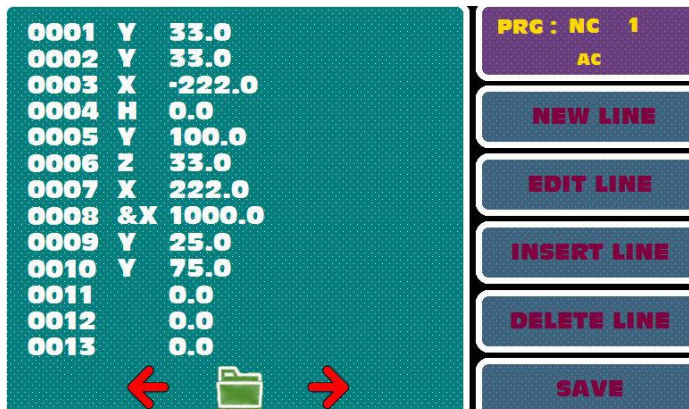 0001 Y 33.0
0002 Y 33.0
0003 X -222.0
0004 H 0.0
0005 Y 100.0
0006 Z 33.0
0007 X 222.0
0008 &X 1000.0
0009 Y 25.0
0010 Y 75.0
0011 0.0
0012 0.0
0013 0.0
PRG : NC 1
AC
NEW LINE
EDIT LINE
INSERT LINE
DELETE LINE
SAVE